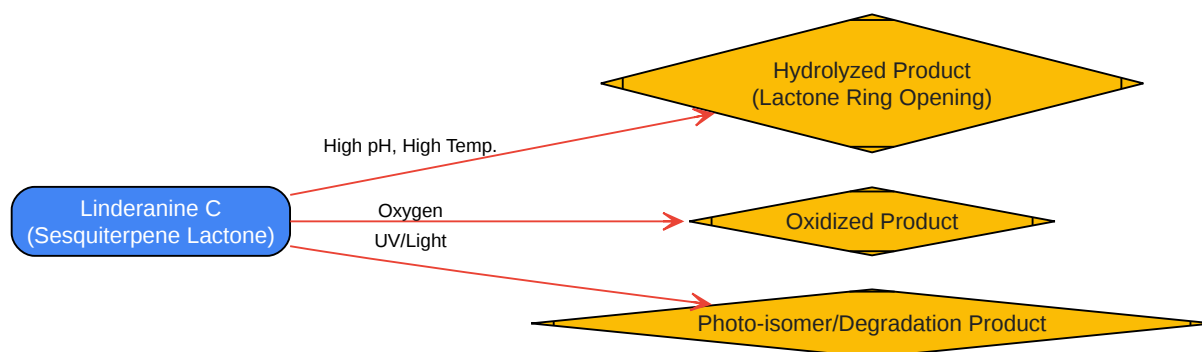 Linderanine C
(Sesquiterpene Lactone)
High pH, High Temp.
Hydrolyzed Product
(Lactone Ring Opening)
Oxygen
Oxidized Product
UV/Light
Photo-isomer/Degradation Product